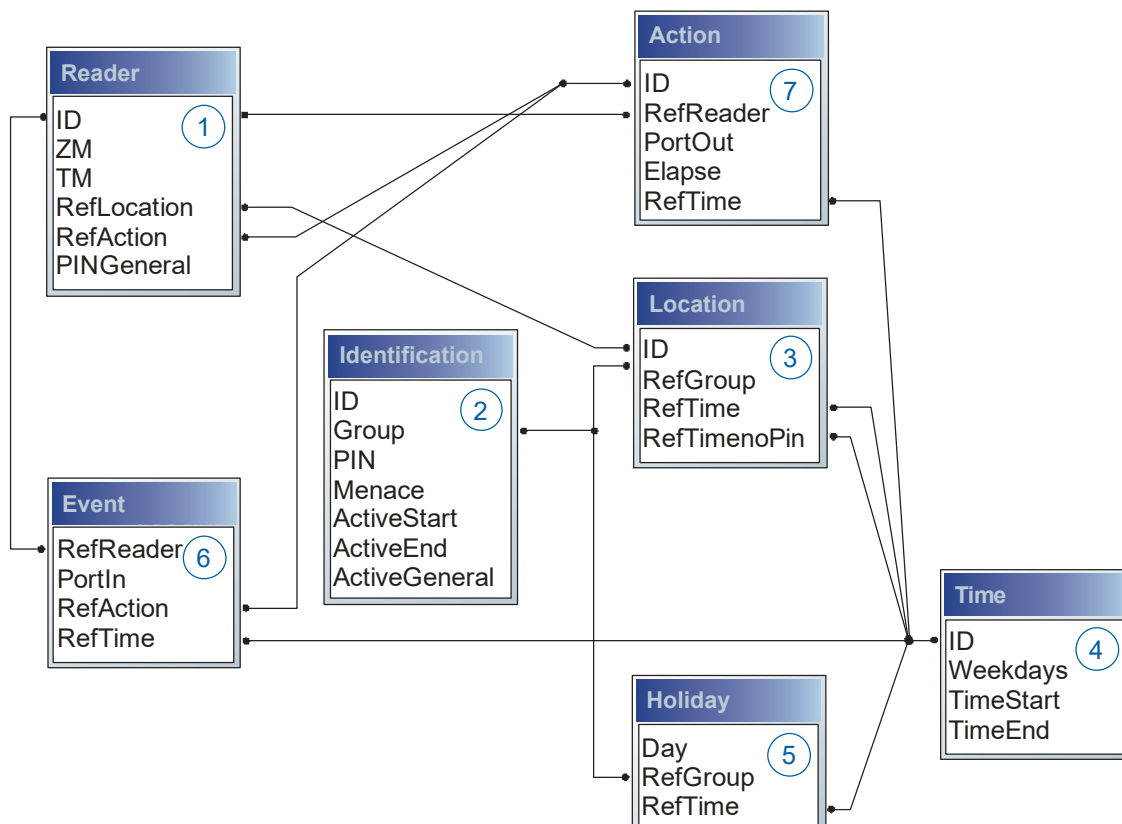 Reader
1
ID
ZM
TM
RefLocation
RefAction
PINGeneral
Action
7
ID
RefReader
PortOut
Elapse
RefTime
Identification
2
ID
Group
PIN
Menace
ActiveStart
ActiveEnd
ActiveGeneral
Location
3
ID
RefGroup
RefTime
RefTimenoPin
Event
6
RefReader
PortIn
RefAction
RefTime
Time
4
ID
Weekdays
TimeStart
TimeEnd
Holiday
5
Day
RefGroup
RefTime